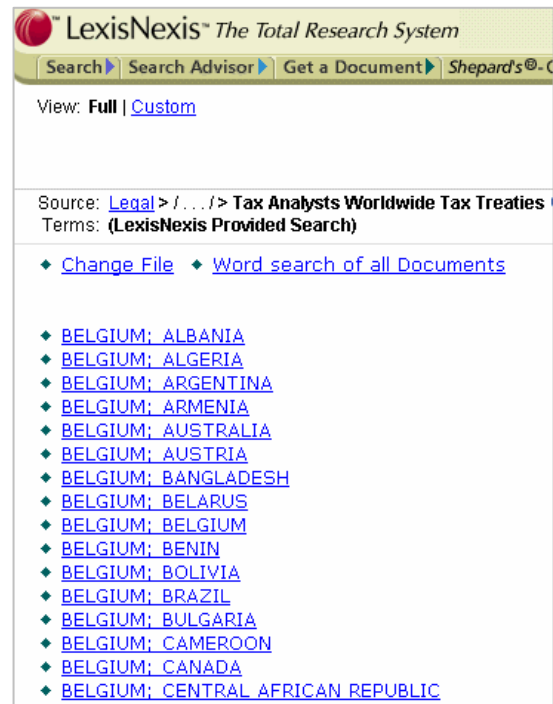 LexisNexis™ The Total Research System
Search Search Advisor Get a Document Shepard's®-
View: Full | Custom
Source: Legal > / . . . / > Tax Analysts Worldwide Tax Treaties
Terms: (LexisNexis Provided Search)
Change File Word search of all Documents
BELGIUM; ALBANIA
BELGIUM; ALGERIA
BELGIUM; ARGENTINA
BELGIUM; ARMENIA
BELGIUM; AUSTRALIA
BELGIUM; AUSTRIA
BELGIUM; BANGLADESH
BELGIUM; BELARUS
BELGIUM; BELGIUM
BELGIUM; BENIN
BELGIUM; BOLIVIA
BELGIUM; BRAZIL
BELGIUM; BULGARIA
BELGIUM; CAMEROON
BELGIUM; CANADA
BELGIUM; CENTRAL AFRICAN REPUBLIC